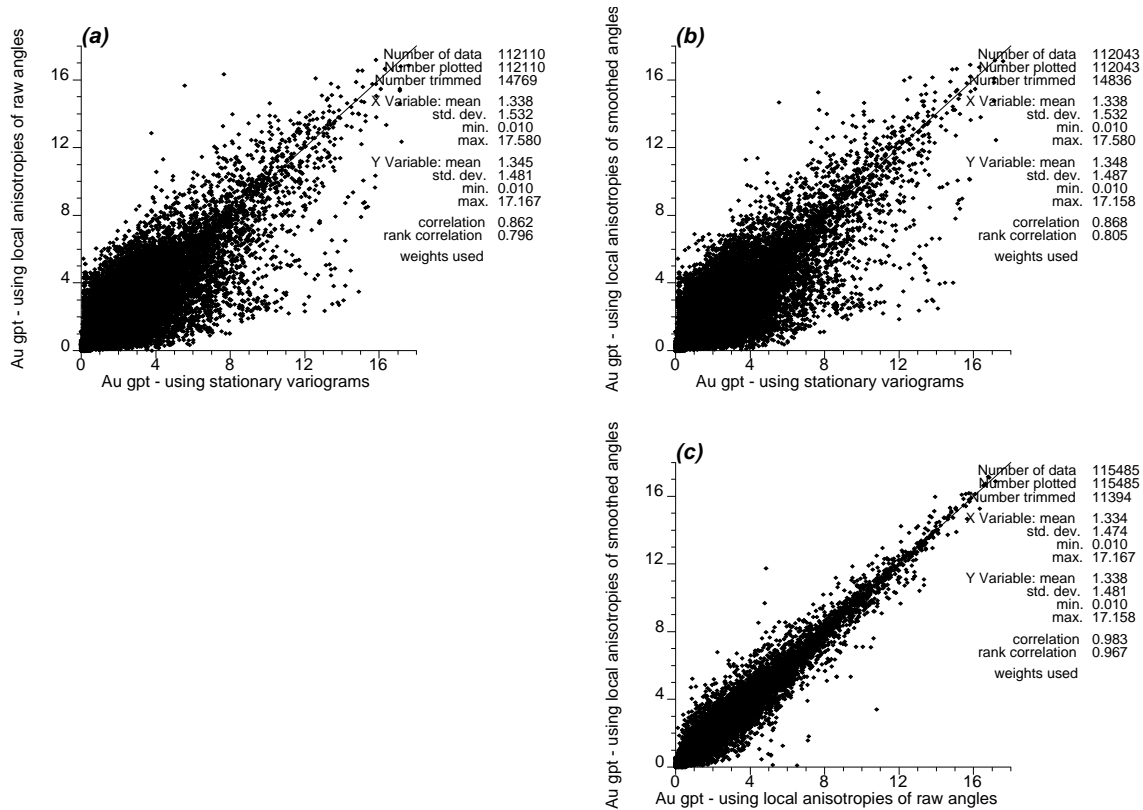 (a)
Au gpt - using local anisotropies of raw angles
16
12
8
4
0
0 4 8 12 16
Au gpt - using stationary variograms
Number of data 112110
Number plotted 112110
Number trimmed 14769
X Variable: mean 1.338
std. dev. 1.532
min. 0.010
max. 17.580
Y Variable: mean 1.345
std. dev. 1.481
min. 0.010
max. 17.167
correlation 0.862
rank correlation 0.796
weights used
(b)
Au gpt - using local anisotropies of smoothed angles
16
12
8
4
0
0 4 8 12 16
Au gpt - using stationary variograms
Number of data 112043
Number plotted 112043
Number trimmed 14836
X Variable: mean 1.338
std. dev. 1.532
min. 0.010
max. 17.580
Y Variable: mean 1.348
std. dev. 1.487
min. 0.010
max. 17.158
correlation 0.868
rank correlation 0.805
weights used
(c)
Au gpt - using local anisotropies of smoothed angles
16
12
8
4
0
0 4 8 12 16
Au gpt - using local anisotropies of raw angles
Number of data 115485
Number plotted 115485
Number trimmed 11394
X Variable: mean 1.334
std. dev. 1.474
min. 0.010
max. 17.167
Y Variable: mean 1.338
std. dev. 1.481
min. 0.010
max. 17.158
correlation 0.983
rank correlation 0.967
weights used